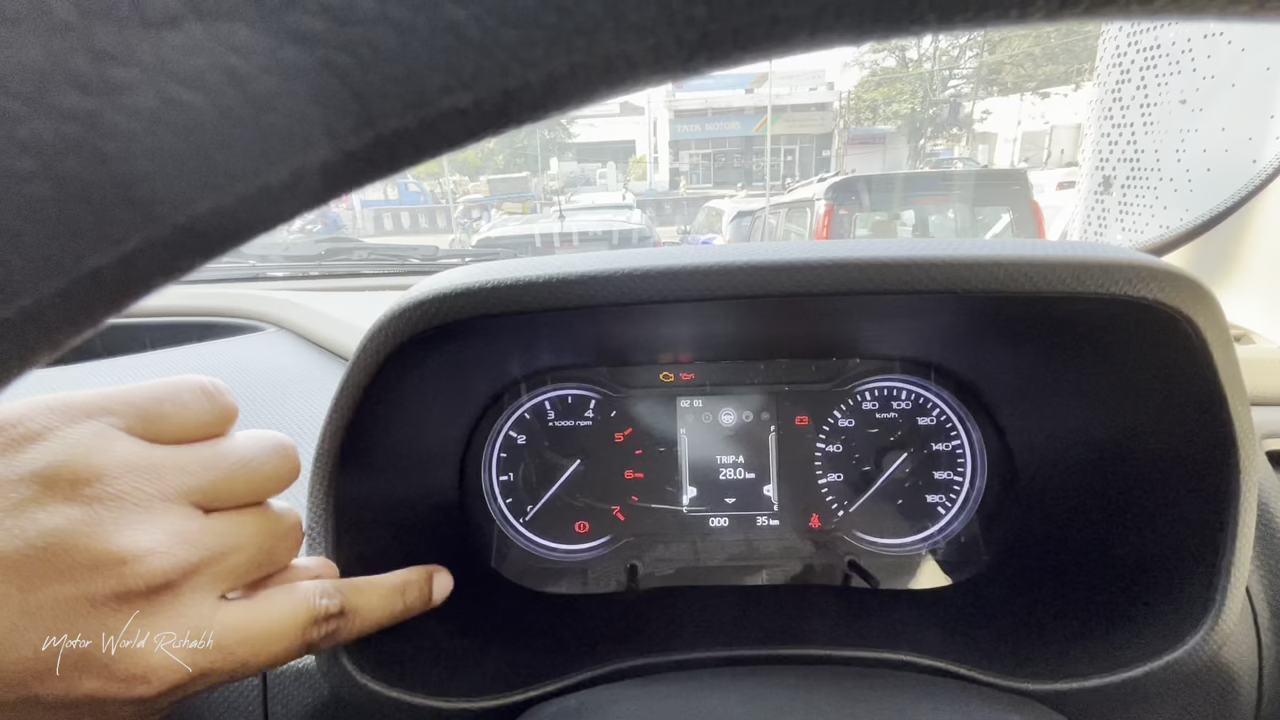 TATA MOTORS
02 01
1
2
3
4
x1000 rpm
5
6
7
H
F
TRIP-A
28.0 km
C
E
000 35 km
20
40
60
80
100
km/h
120
140
160
180
Motor World Rishabh